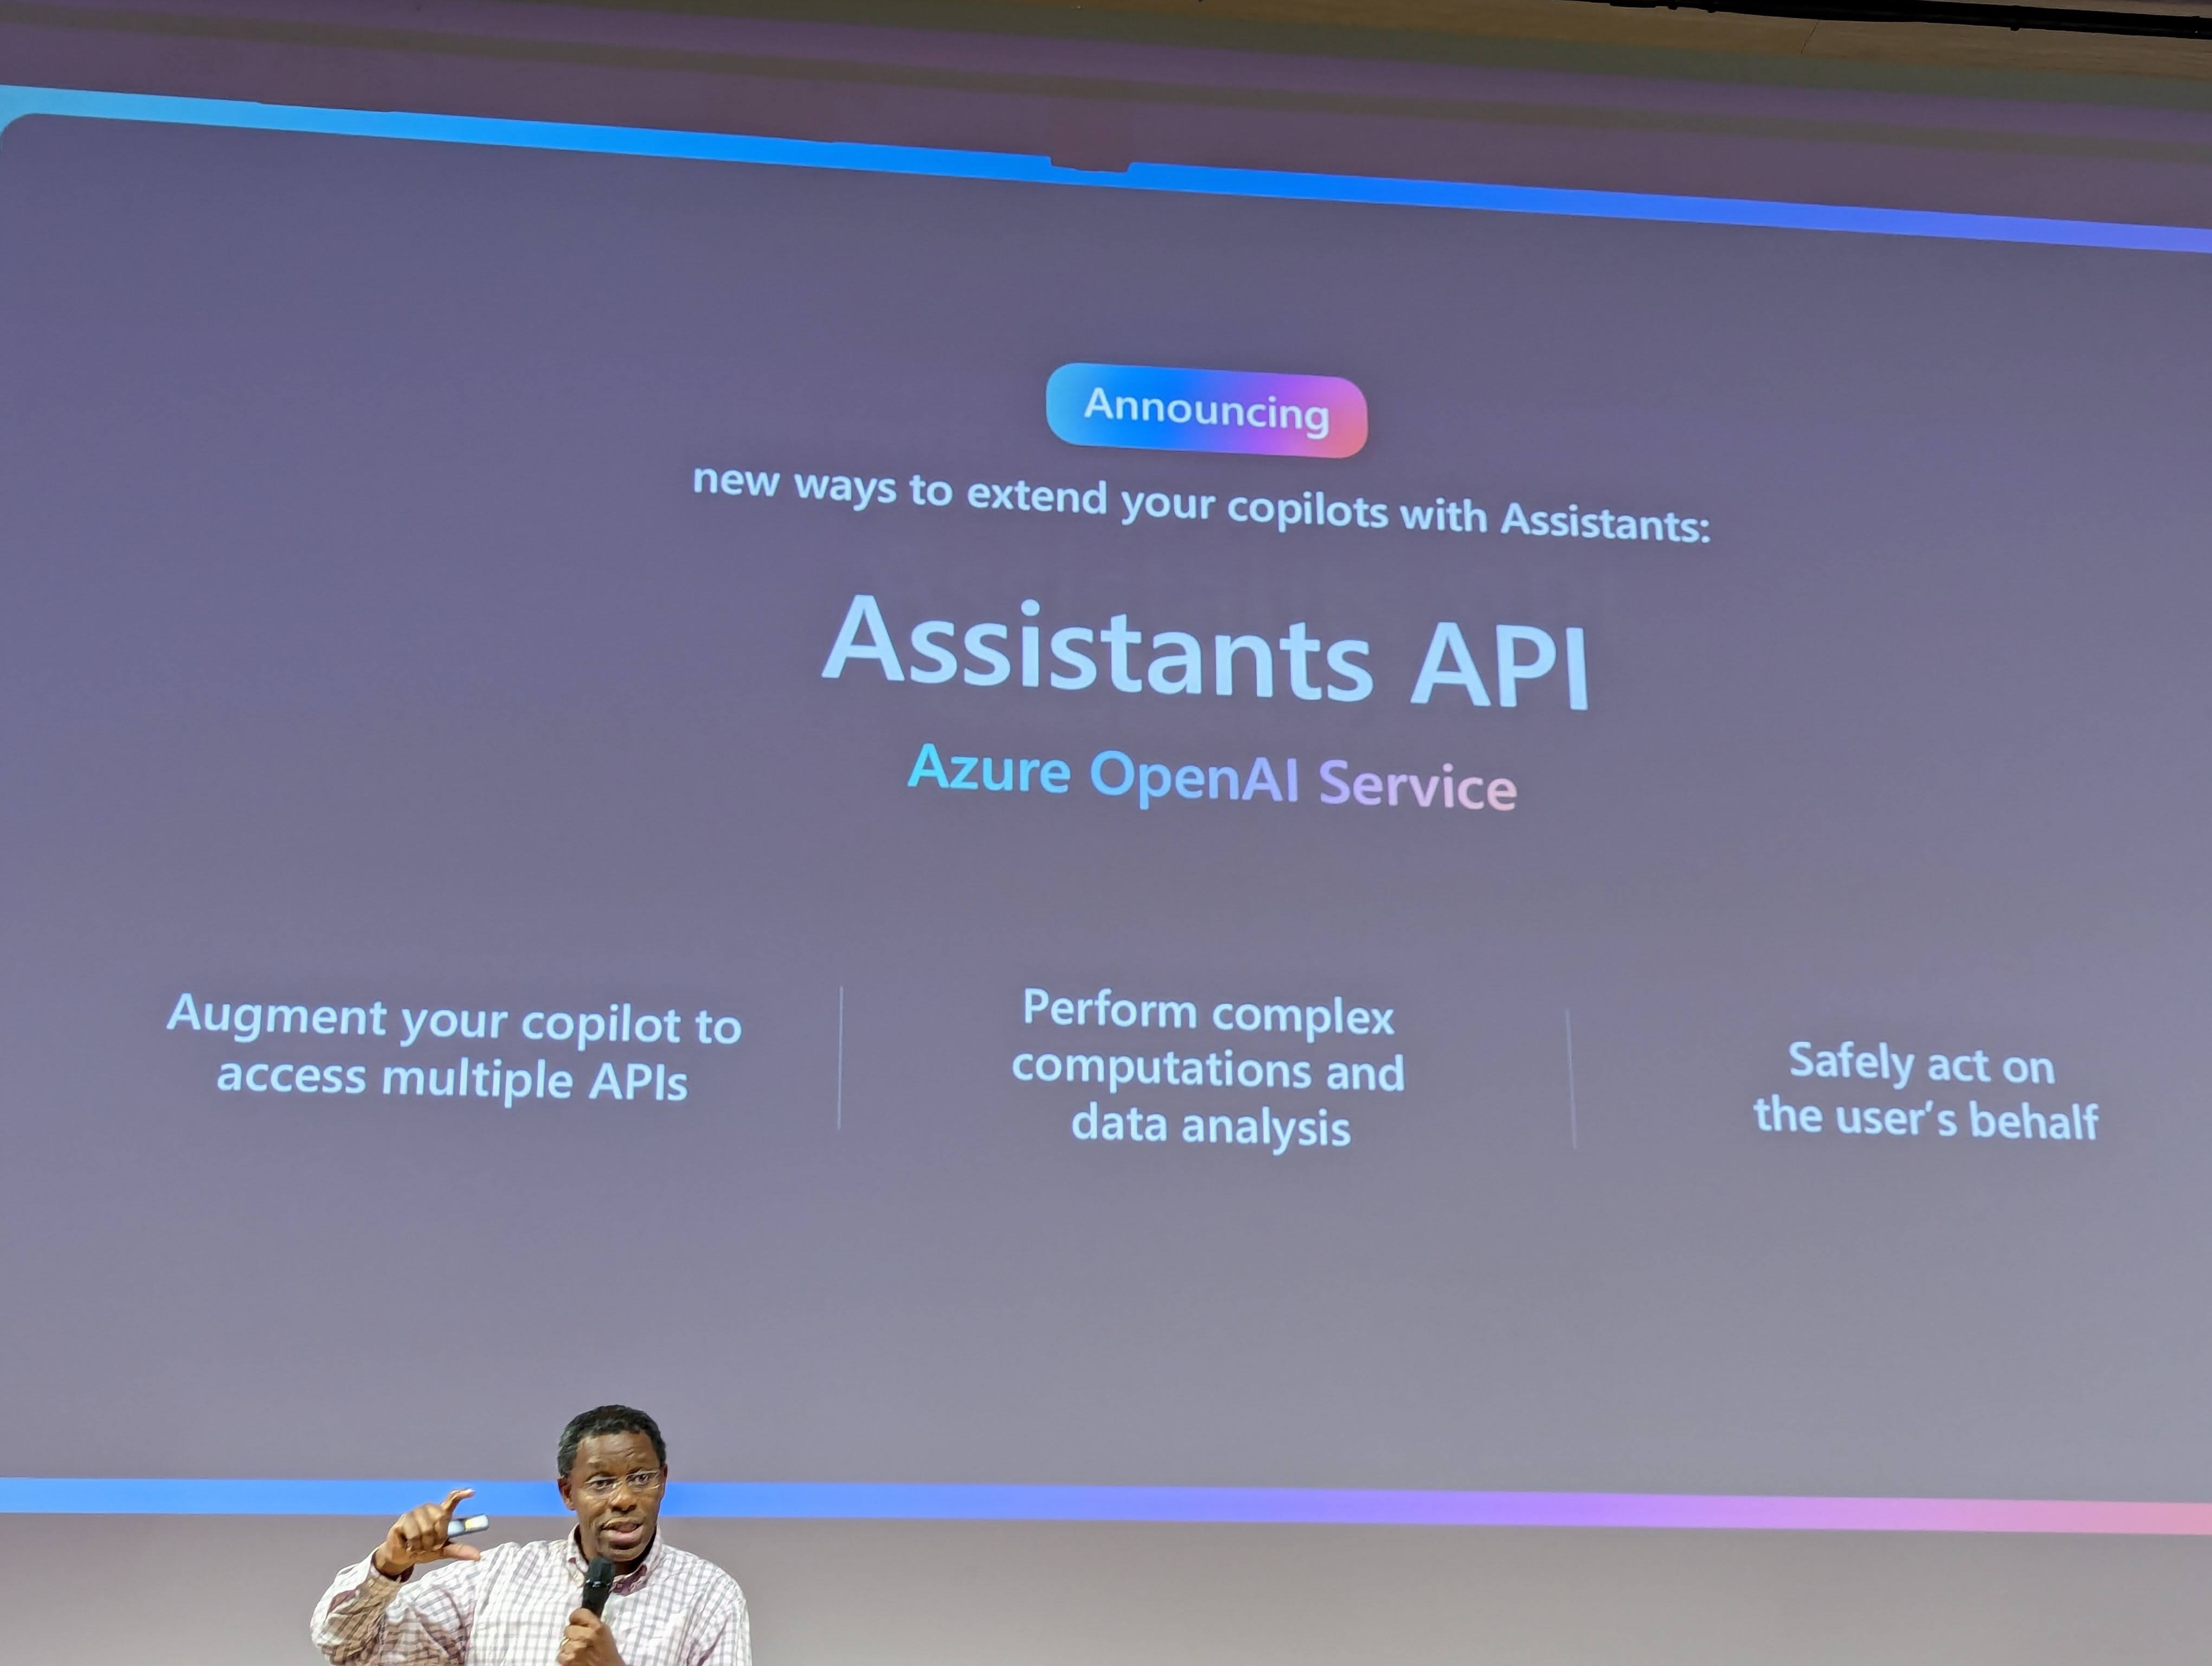 Announcing
new ways to extend your copilots with Assistants:
Assistants API
Azure OpenAI Service
Augment your copilot to
access multiple APIs
Perform complex
computations and
data analysis
Safely act on
the user's behalf